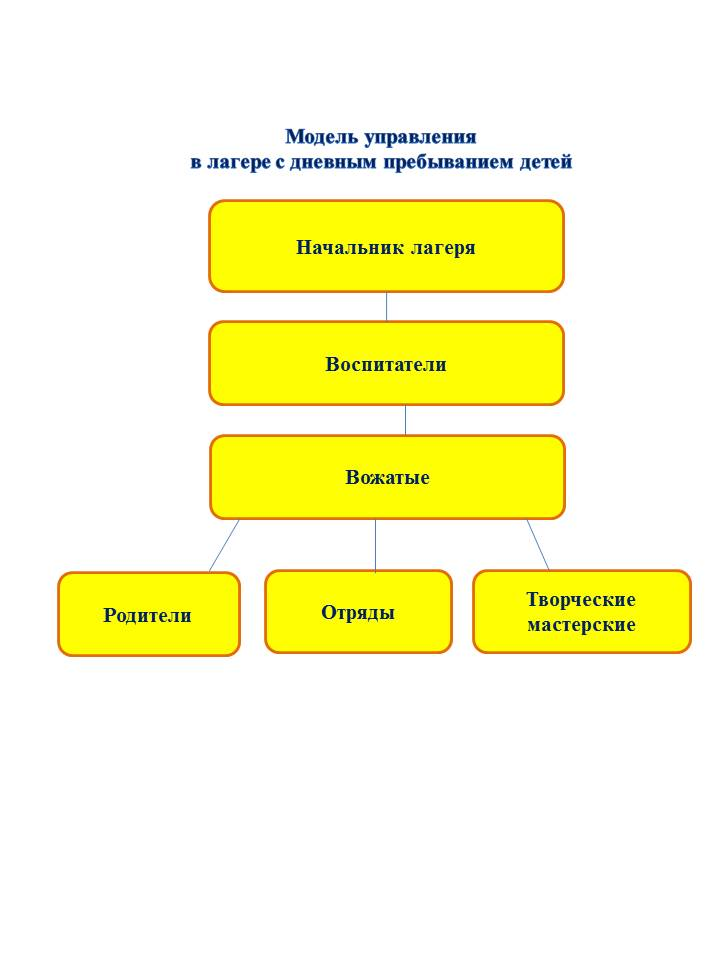 Модель управления
в лагере с дневным пребыванием детей
Начальник лагеря
Воспитатели
Вожатые
Родители
Отряды
Творческие
мастерские